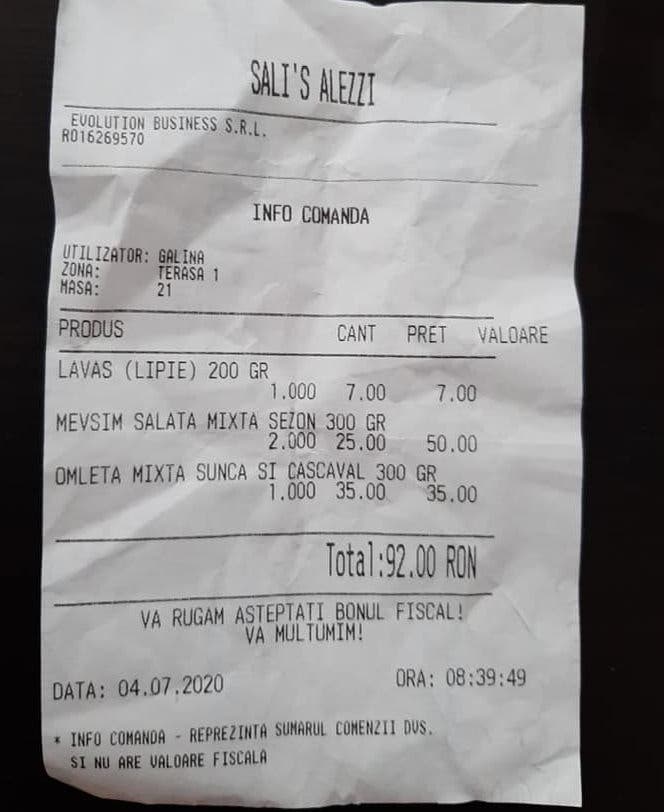 SALI'S ALEZZI
EVOLUTION BUSINESS S.R.L.
RO16269570
INFO COMANDA
UTILIZATOR: GALINA
ZONA: TERASA 1
MASA: 21
PRODUS CANT PRET VALOARE
LAVAS (LIPIE) 200 GR
1.000 7.00 7.00
MEVSIM SALATA MIXTA SEZON 300 GR
2.000 25.00 50.00
OMLETA MIXTA SUNCA SI CASCAVAL 300 GR
1.000 35.00 35.00
Total:92.00 RON
VA RUGAM ASTEPTATI BONUL FISCAL!
VA MULTUMIM!
DATA: 04.07.2020 ORA: 08:39:49
* INFO COMANDA - REPREZINTA SUMARUL COMENZII DVS.
SI NU ARE VALOARE FISCALA